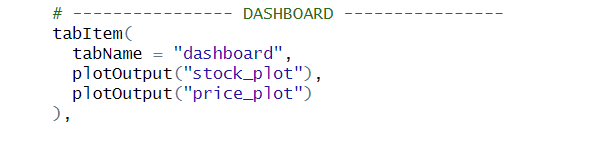 # ---------------- DASHBOARD ----------------
tabItem(
  tabName = "dashboard",
  plotOutput("stock_plot"),
  plotOutput("price_plot")
),